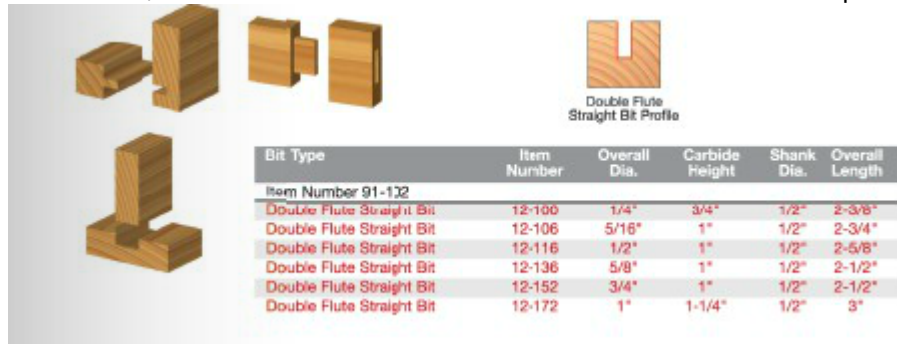 Double Flute
Straight Bit Profile
Bit Type Item Number Overall Dia. Carbide Height Shank Dia. Overall Length
Item Number 91-102
Double Flute Straight Bit 12-100 1/4" 3/4" 1/2" 2-3/8"
Double Flute Straight Bit 12-106 5/16" 1" 1/2" 2-3/4"
Double Flute Straight Bit 12-116 1/2" 1" 1/2" 2-5/8"
Double Flute Straight Bit 12-136 5/8" 1" 1/2" 2-1/2"
Double Flute Straight Bit 12-152 3/4" 1" 1/2" 2-1/2"
Double Flute Straight Bit 12-172 1" 1-1/4" 1/2" 3"